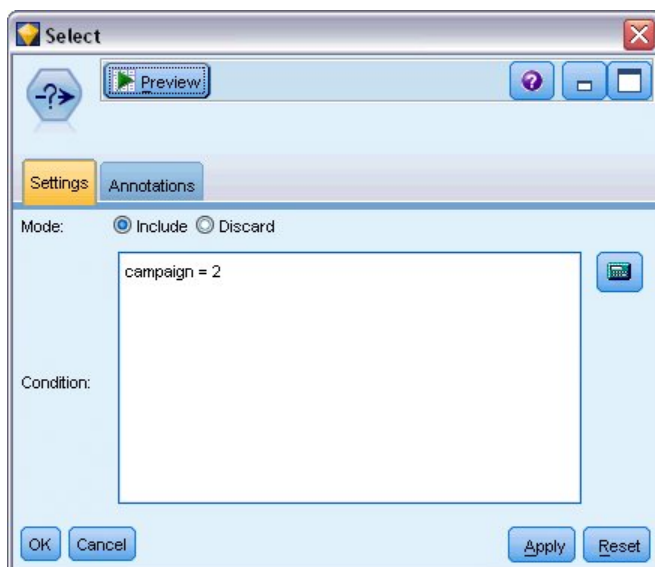 Select
Preview
Settings Annotations
Mode: Include Discard
campaign = 2
Condition:
OK Cancel Apply Reset